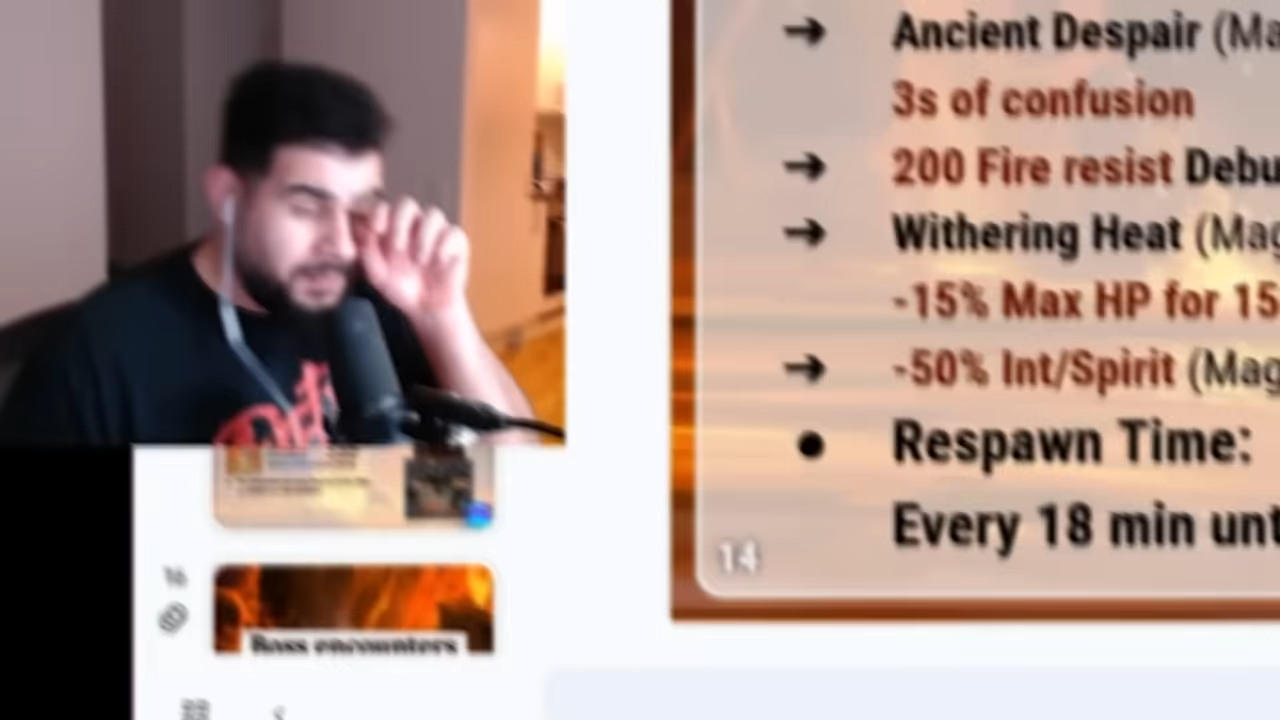 → Ancient Despair (Ma
3s of confusion
→ 200 Fire resist Debu
→ Withering Heat (Mag
-15% Max HP for 15
→ -50% Int/Spirit (Mag
● Respawn Time:
Every 18 min unt
14
16
Boss encounters